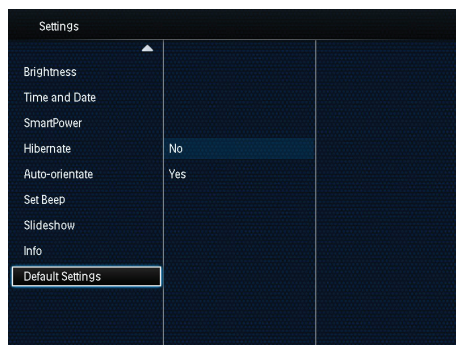 Settings
Brightness
Time and Date
SmartPower
Hibernate
No
Auto-orientate
Yes
Set Beep
Slideshow
Info
Default Settings